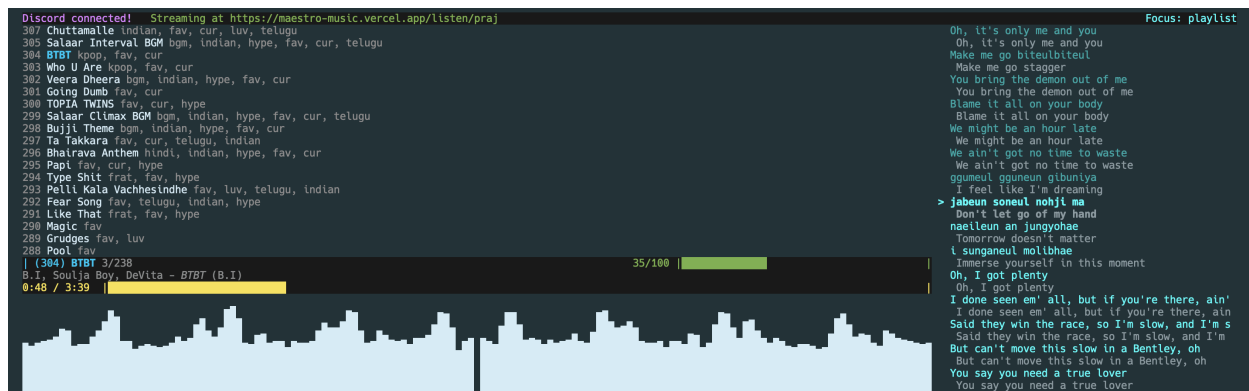 Discord connected!   Streaming at https://maestro-music.vercel.app/listen/praj
Focus: playlist
307 Chuttamalle indian, fav, cur, luv, telugu
305 Salaar Interval BGM bgm, indian, hype, fav, cur, telugu
304 BTBT kpop, fav, cur
303 Who U Are kpop, fav, cur
302 Veera Dheera bgm, indian, hype, fav, cur
301 Going Dumb fav, cur
300 TOPIA TWINS fav, cur, hype
299 Salaar Climax BGM bgm, indian, hype, fav, cur, telugu
298 Bujji Theme bgm, indian, hype, fav, cur
297 Ta Takkara fav, cur, telugu, indian
296 Bhairava Anthem hindi, indian, hype, fav, cur
295 Papi fav, cur, hype
294 Type Shit frat, fav, hype
293 Pelli Kala Vachhesindhe fav, luv, telugu, indian
292 Fear Song fav, telugu, indian, hype
291 Like That frat, fav, hype
290 Magic fav
289 Grudges fav, luv
288 Pool fav
| (304) BTBT 3/238
35/100 | |
B.I, Soulja Boy, DeVita - BTBT (B.I)
0:48 / 3:39 | |
Oh, it's only me and you
Oh, it's only me and you
Make me go biteulbiteul
Make me go stagger
You bring the demon out of me
You bring the demon out of me
Blame it all on your body
Blame it all on your body
We might be an hour late
We might be an hour late
We ain't got no time to waste
We ain't got no time to waste
ggumeul gguneun gibuniya
I feel like I'm dreaming
> jabeun soneul nohji ma
Don't let go of my hand
naeileun an jungyohae
Tomorrow doesn't matter
i sunganeul molibhae
Immerse yourself in this moment
Oh, I got plenty
Oh, I got plenty
I done seen em' all, but if you're there, ain'
I done seen em' all, but if you're there, ain
Said they win the race, so I'm slow, and I'm s
Said they win the race, so I'm slow, and I'm
But can't move this slow in a Bentley, oh
But can't move this slow in a Bentley, oh
You say you need a true lover
You say you need a true lover